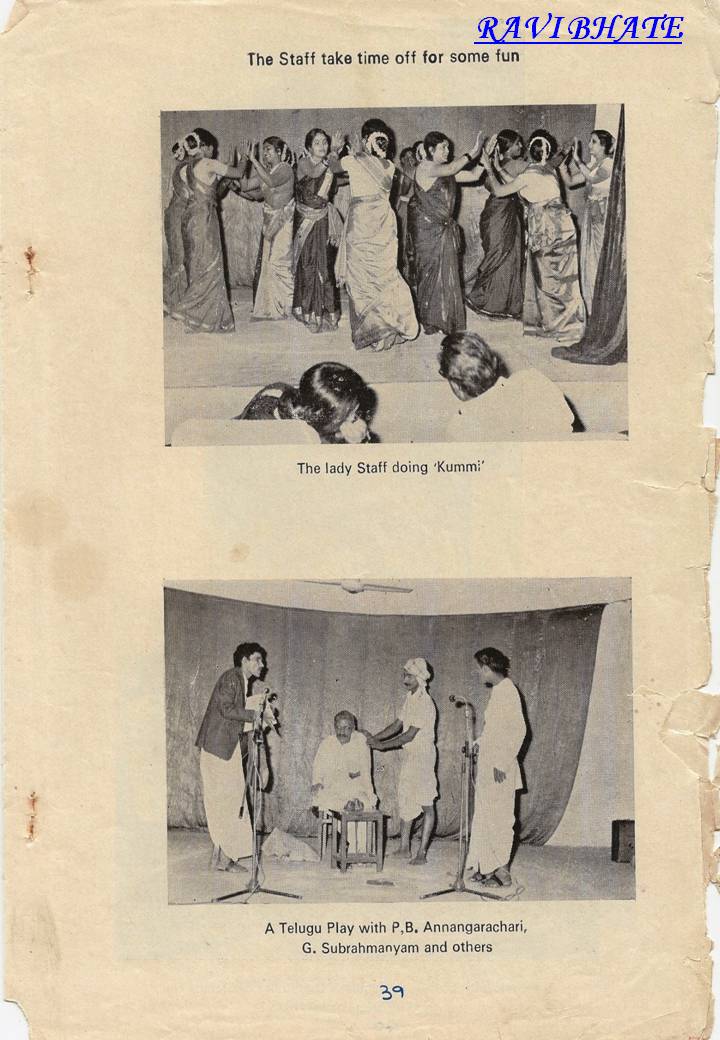 RAVI BHATE
The Staff take time off for some fun
The lady Staff doing ‘Kummi’
A Telugu Play with P,B. Annangarachari,
G. Subrahmanyam and others
39